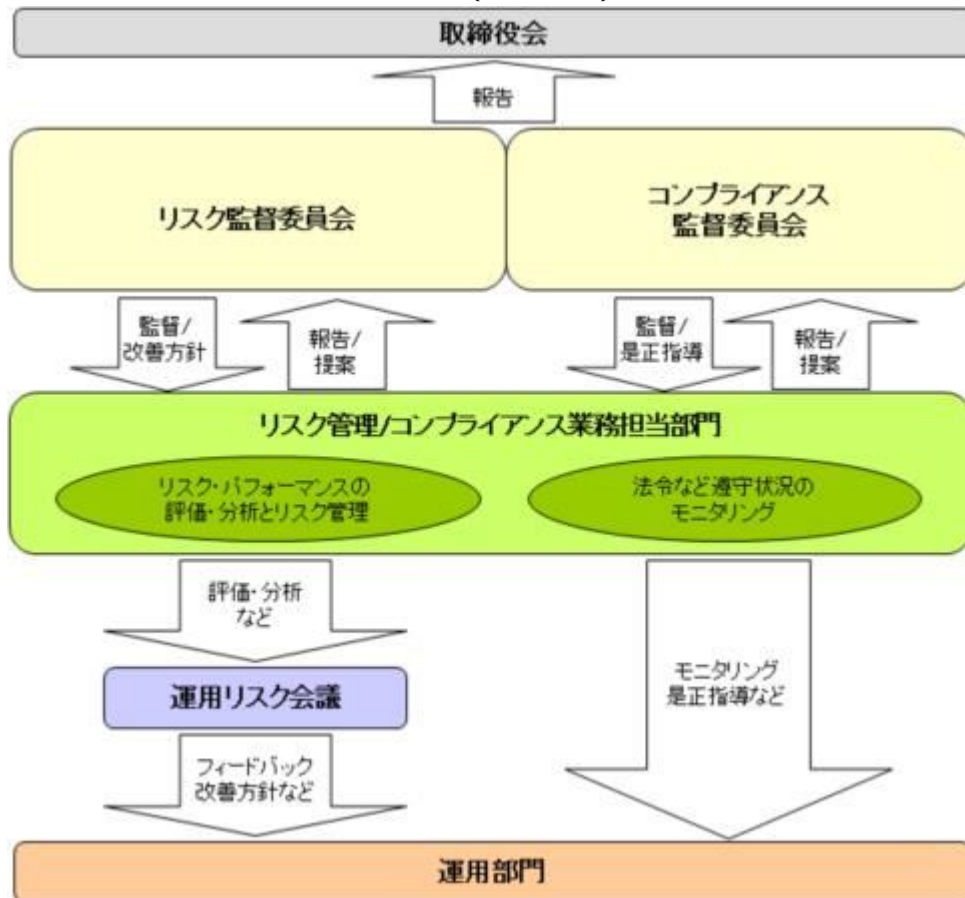 取締役会
報告
リスク監督委員会
コンプライアンス
監督委員会
監督/
改善方針
報告/
提案
監督/
是正指導
報告/
提案
リスク管理/コンプライアンス業務担当部門
リスク・パフォーマンスの
評価・分析とリスク管理
法令など遵守状況の
モニタリング
評価・分析
など
運用リスク会議
モニタリング
是正指導など
フィードバック
改善方針など
運用部門